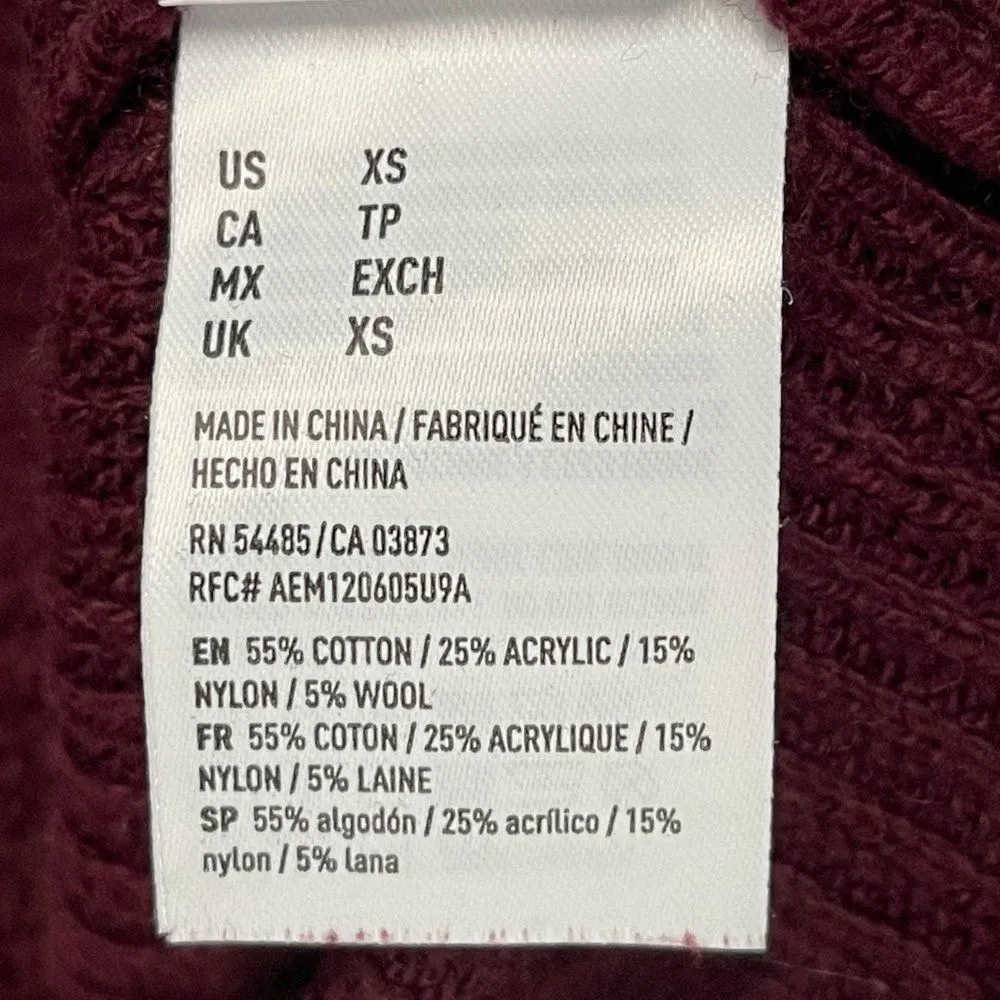 US XS
CA TP
MX EXCH
UK XS
MADE IN CHINA / FABRIQUÉ EN CHINE /
HECHO EN CHINA
RN 54485/CA 03873
RFC# AEM120605U9A
EN 55% COTTON / 25% ACRYLIC / 15%
NYLON / 5% WOOL
FR 55% COTON / 25% ACRYLIQUE / 15%
NYLON / 5% LAINE
SP 55% algodón / 25% acrílico / 15%
nylon / 5% lana